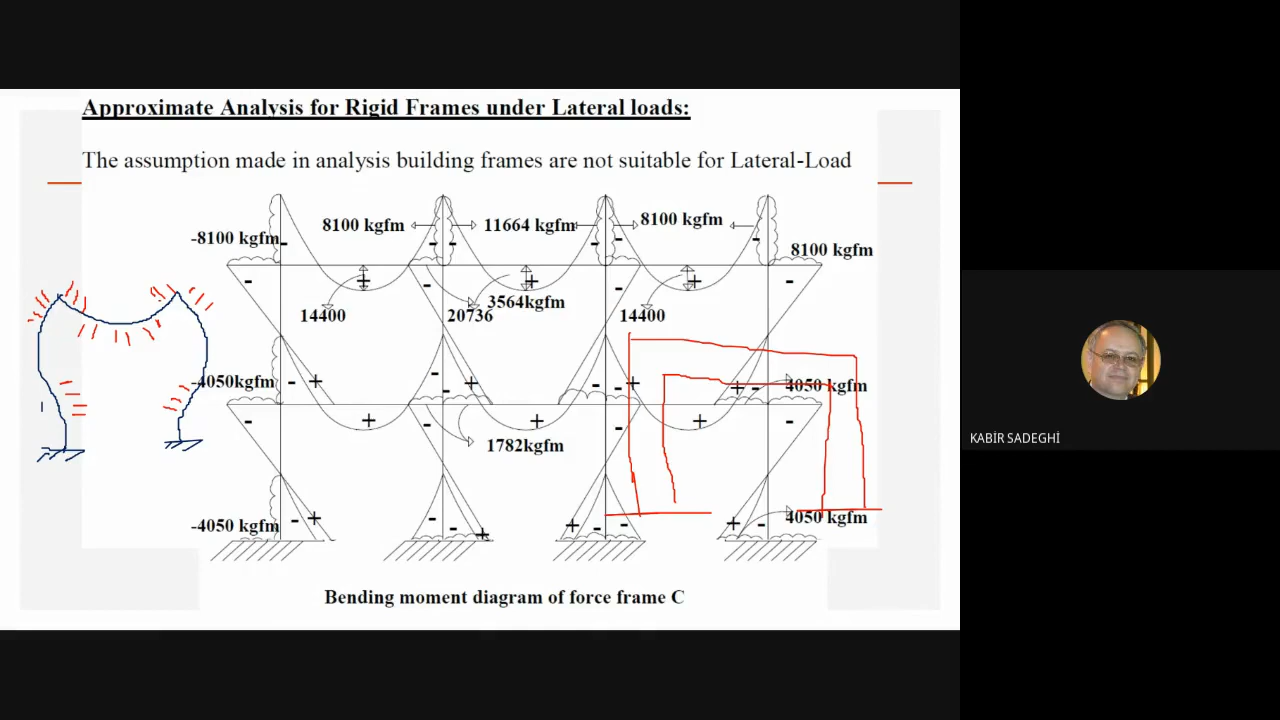 Approximate Analysis for Rigid Frames under Lateral loads:
The assumption made in analysis building frames are not suitable for Lateral-Load
8100 kgfm
11664 kgfm
8100 kgfm
-8100 kgfm
8100 kgfm
3564kgfm
14400
20736
14400
-4050kgfm
4050 kgfm
1782kgfm
-4050 kgfm
4050 kgfm
Bending moment diagram of force frame C
KABİR SADEGHİ